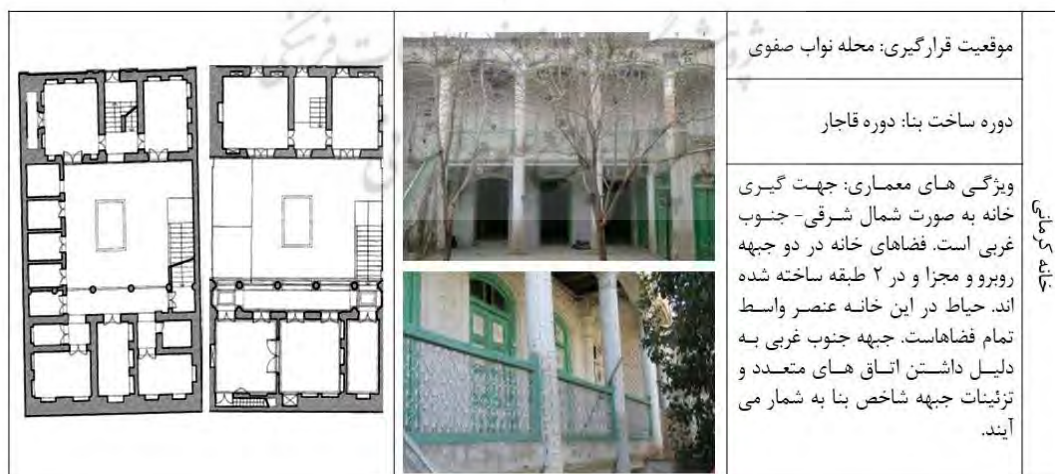 خانه کرمانی
موقعیت قرارگیری: محله نواب صفوی
دوره ساخت بنا: دوره قاجار
ویژگی های معماری: جهت گیری
خانه به صورت شمال شرقی- جنوب
غربی است. فضاهای خانه در دو جبهه
روبرو و مجزا و در ۲ طبقه ساخته شده
اند. حیاط در این خانه عنصر واسط
تمام فضاهاست. جبهه جنوب غربی به
دلیل داشتن اتاق های متعدد و
تزئینات جبهه شاخص بنا به شمار می
آیند.